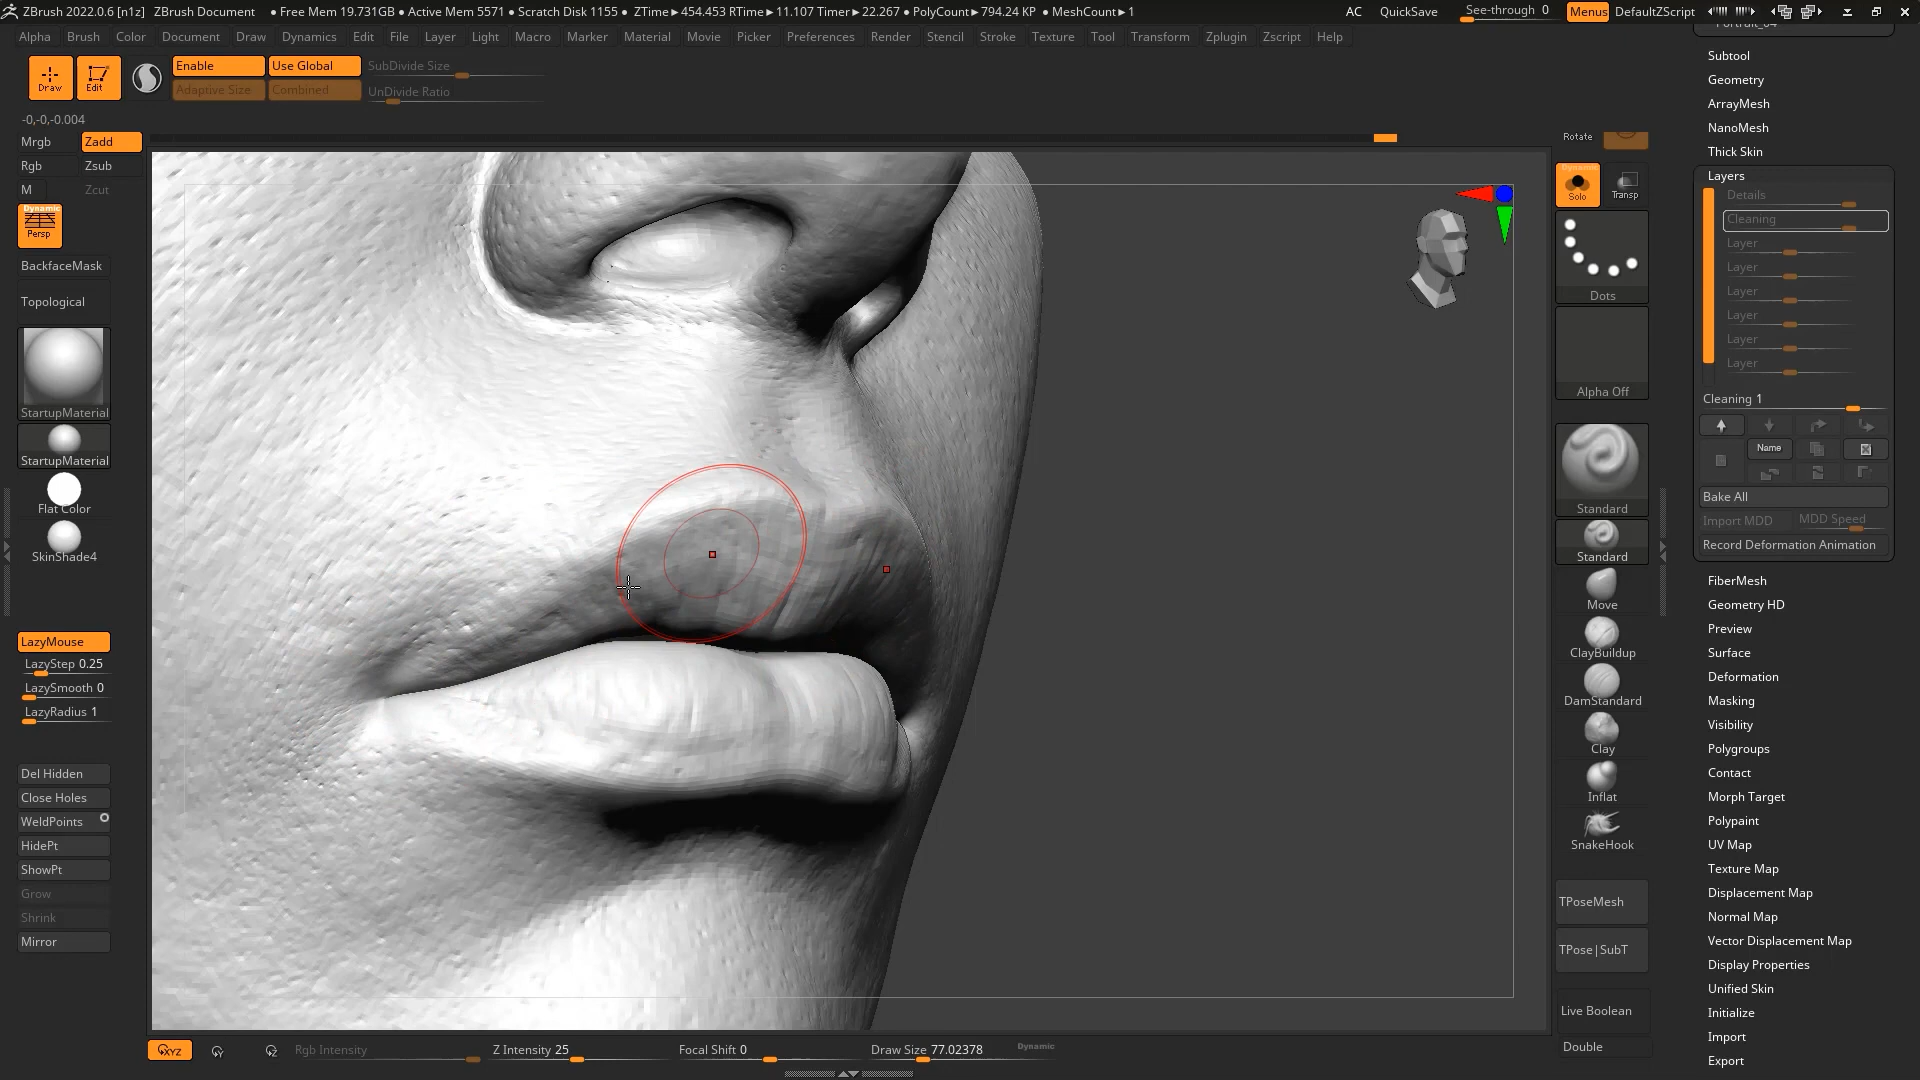 ZBrush 2022.0.6 [n1z] ZBrush Document ● Free Mem 19.731GB ● Active Mem 5571 ● Scratch Disk 1155 ● ZTime►454.453 RTime►11.107 Timer►22.267 ● PolyCount►794.24 KP ● MeshCount►1 AC QuickSave See-through 0 Menus DefaultZScript
Alpha Brush Color Document Draw Dynamics Edit File Layer Light Macro Marker Material Movie Picker Preferences Render Stencil Stroke Texture Tool Transform Zplugin Zscript Help
Draw
Edit
Enable Use Global SubDivide Size
Adaptive Size Combined UnDivide Ratio
-0,-0,-0.004
Mrgb Zadd
Rgb Zsub
M Zcut
Dynamic
Persp
BackfaceMask
Topological
StartupMaterial
StartupMaterial
Flat Color
SkinShade4
LazyMouse
LazyStep 0.25
LazySmooth 0
LazyRadius 1
Del Hidden
Close Holes
WeldPoints
HidePt
ShowPt
Grow
Shrink
Mirror
XYZ Y Z Rgb Intensity Z Intensity 25 Focal Shift 0 Draw Size 77.02378 Dynamic
Rotate
Dynamic
Solo Transp
Dots
Alpha Off
Standard
Standard
Move
ClayBuildup
DamStandard
Clay
Inflat
SnakeHook
TPoseMesh
TPose|SubT
Live Boolean
Double
Subtool
Geometry
ArrayMesh
NanoMesh
Thick Skin
Layers
Details
Cleaning
Layer
Layer
Layer
Layer
Layer
Layer
Cleaning 1
Name
Bake All
Import MDD MDD Speed
Record Deformation Animation
FiberMesh
Geometry HD
Preview
Surface
Deformation
Masking
Visibility
Polygroups
Contact
Morph Target
Polypaint
UV Map
Texture Map
Displacement Map
Normal Map
Vector Displacement Map
Display Properties
Unified Skin
Initialize
Import
Export